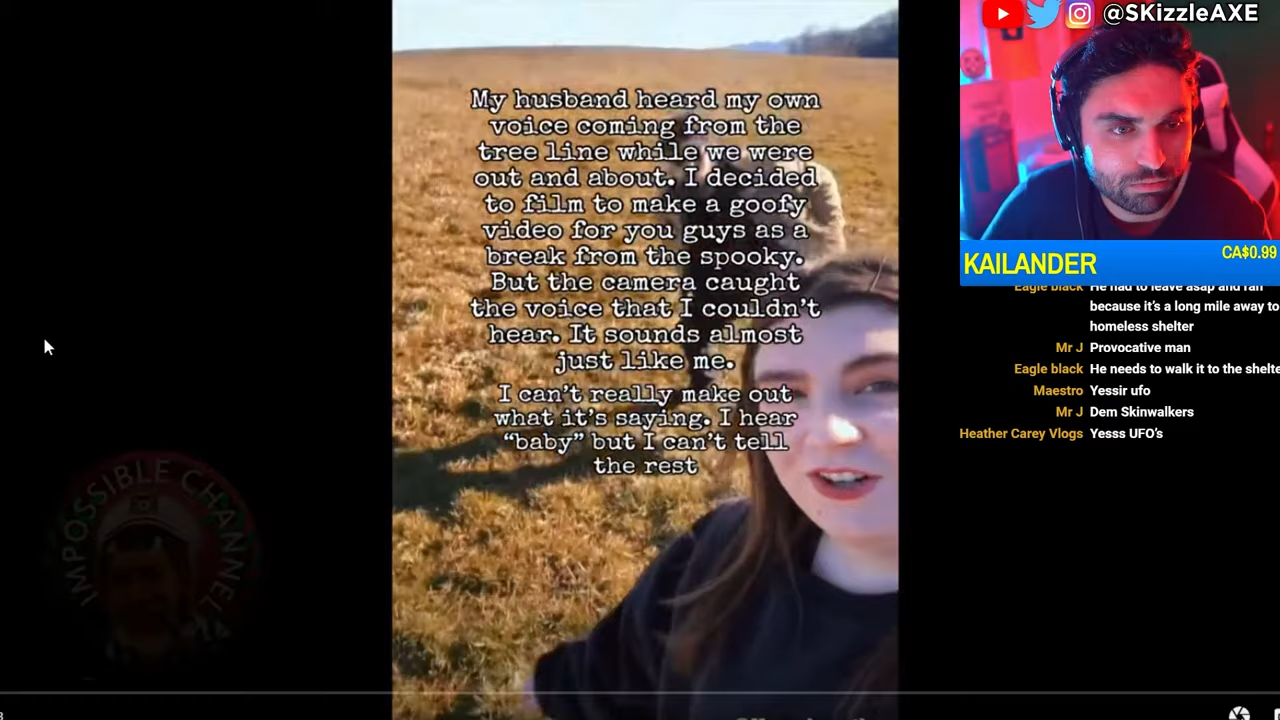 @SKizzleAXE
My husband heard my own
voice coming from the
tree line while we were
out and about. I decided
to film to make a goofy
video for you guys as a
break from the spooky.
But the camera caught
the voice that I couldn't
hear. It sounds almost
just like me.
I can't really make out
what it's saying. I hear
"baby" but I can't tell
the rest
KAILANDER
CA$0.99
Eagle black He had to leave asap and ran
because it's a long mile away to
homeless shelter
Mr J Provocative man
Eagle black He needs to walk it to the shelte
Maestro Yessir ufo
Mr J Dem Skinwalkers
Heather Carey Vlogs Yesss UFO's
IMPOSSIBLE CHANNEL